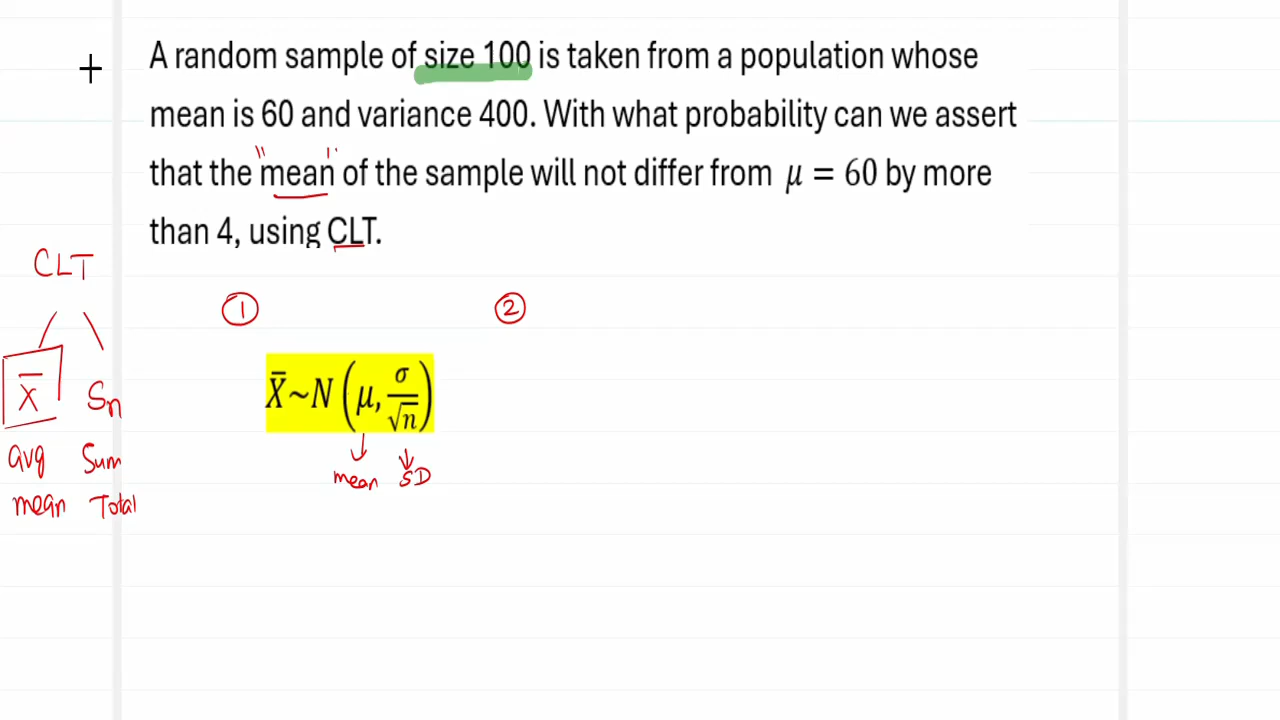 A random sample of size 100 is taken from a population whose
mean is 60 and variance 400. With what probability can we assert
that the "mean" of the sample will not differ from μ = 60 by more
than 4, using CLT.
CLT
① ②
X̄ Sn
X̄~N(μ, σ/√n)
avg Sum
mean SD
mean Total